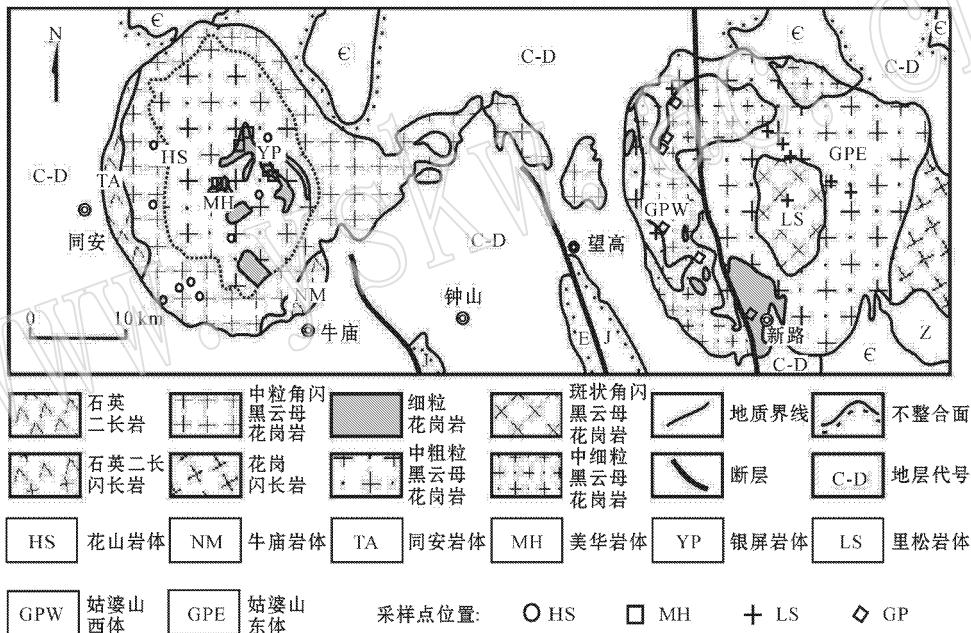 N
Є
Є
Є
Є
C-D
C-D
C-D
C-D
C-D
HS
YP
TA
MH
NM
GPW
GPE
LS
同安
牛庙
钟山
望高
新路
0 10 km
J
E
J
Z
石英二长岩
中粒角闪黑云母花岗岩
细粒花岗岩
斑状角闪黑云母花岗岩
地质界线
不整合面
石英二长闪长岩
花岗闪长岩
中粗粒黑云母花岗岩
中细粒黑云母花岗岩
断层
C-D 地层代号
HS 花山岩体 NM 牛庙岩体 TA 同安岩体 MH 美华岩体 YP 银屏岩体 LS 里松岩体
GPW 姑婆山西体 GPE 姑婆山东体 采样点位置: HS MH LS GP